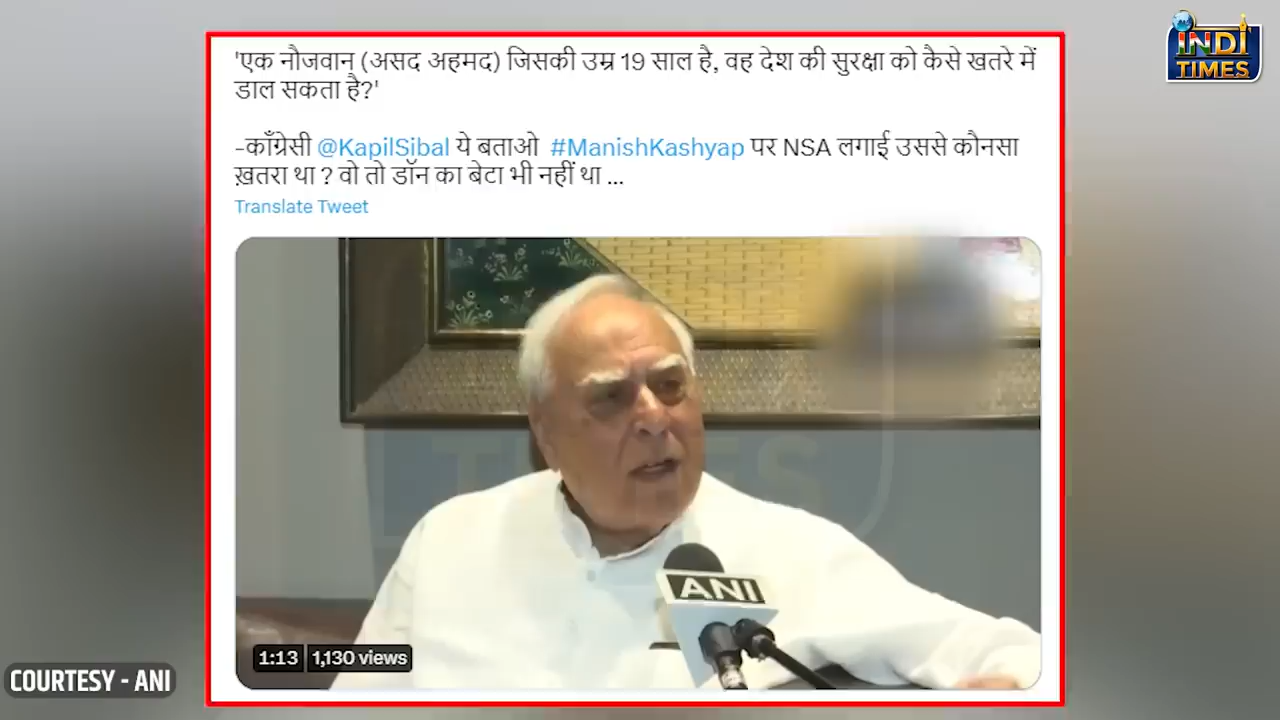 INDI
TIMES
'एक नौजवान (असद अहमद) जिसकी उम्र 19 साल है, वह देश की सुरक्षा को कैसे खतरे में
डाल सकता है?'
-काँग्रेसी @KapilSibal ये बताओ #ManishKashyap पर NSA लगाई उससे कौनसा
ख़तरा था ? वो तो डॉन का बेटा भी नहीं था ...
Translate Tweet
TIMES
ANI
1:13
1,130 views
COURTESY - ANI